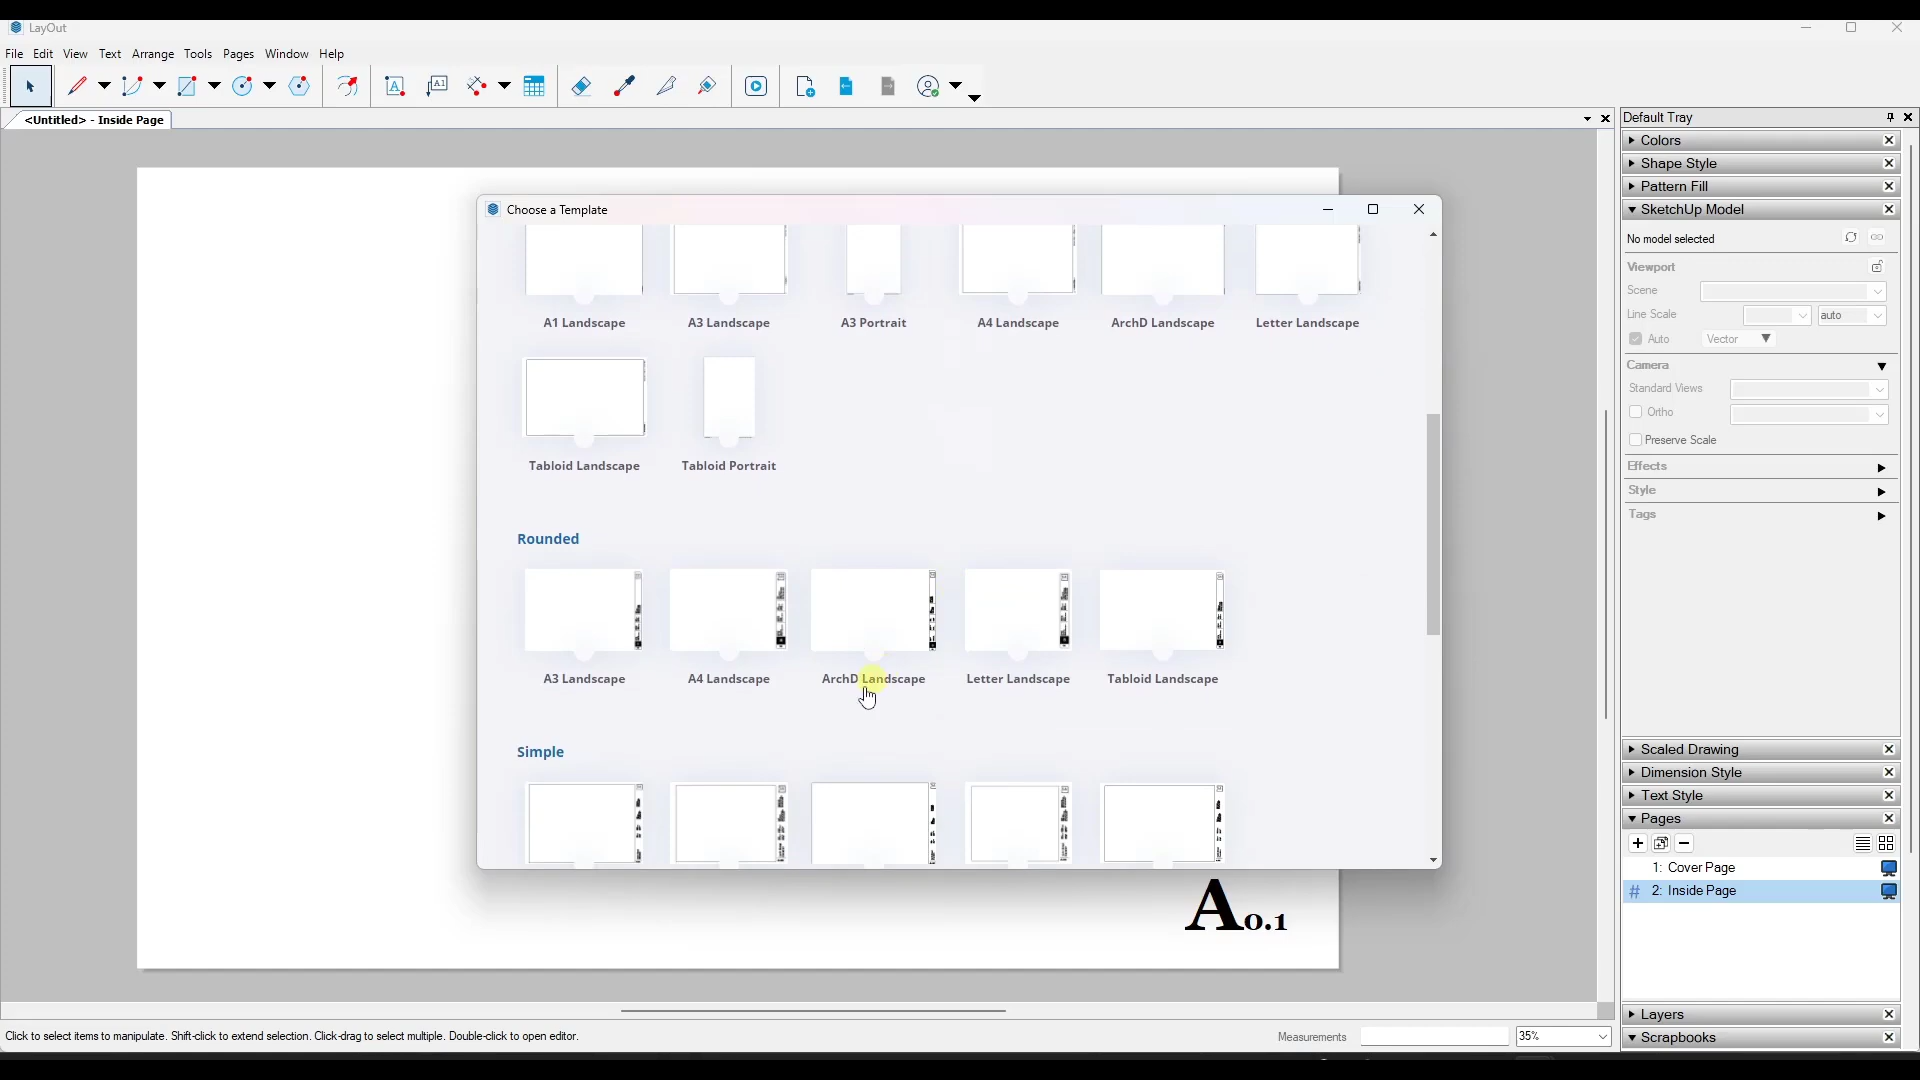 LayOut
File Edit View Text Arrange Tools Pages Window Help
<Untitled> - Inside Page
Default Tray
Colors
Shape Style
Pattern Fill
SketchUp Model
No model selected
Viewport
Scene
Line Scale auto
Auto Vector
Camera
Standard Views
Ortho
Preserve Scale
Effects
Style
Tags
Choose a Template
A1 Landscape A3 Landscape A3 Portrait A4 Landscape ArchD Landscape Letter Landscape
Tabloid Landscape Tabloid Portrait
Rounded
A3 Landscape A4 Landscape ArchD Landscape Letter Landscape Tabloid Landscape
Simple
A0.1
Scaled Drawing
Dimension Style
Text Style
Pages
1: Cover Page
# 2: Inside Page
Layers
Scrapbooks
Click to select items to manipulate. Shift-click to extend selection. Click-drag to select multiple. Double-click to open editor.
Measurements 35%